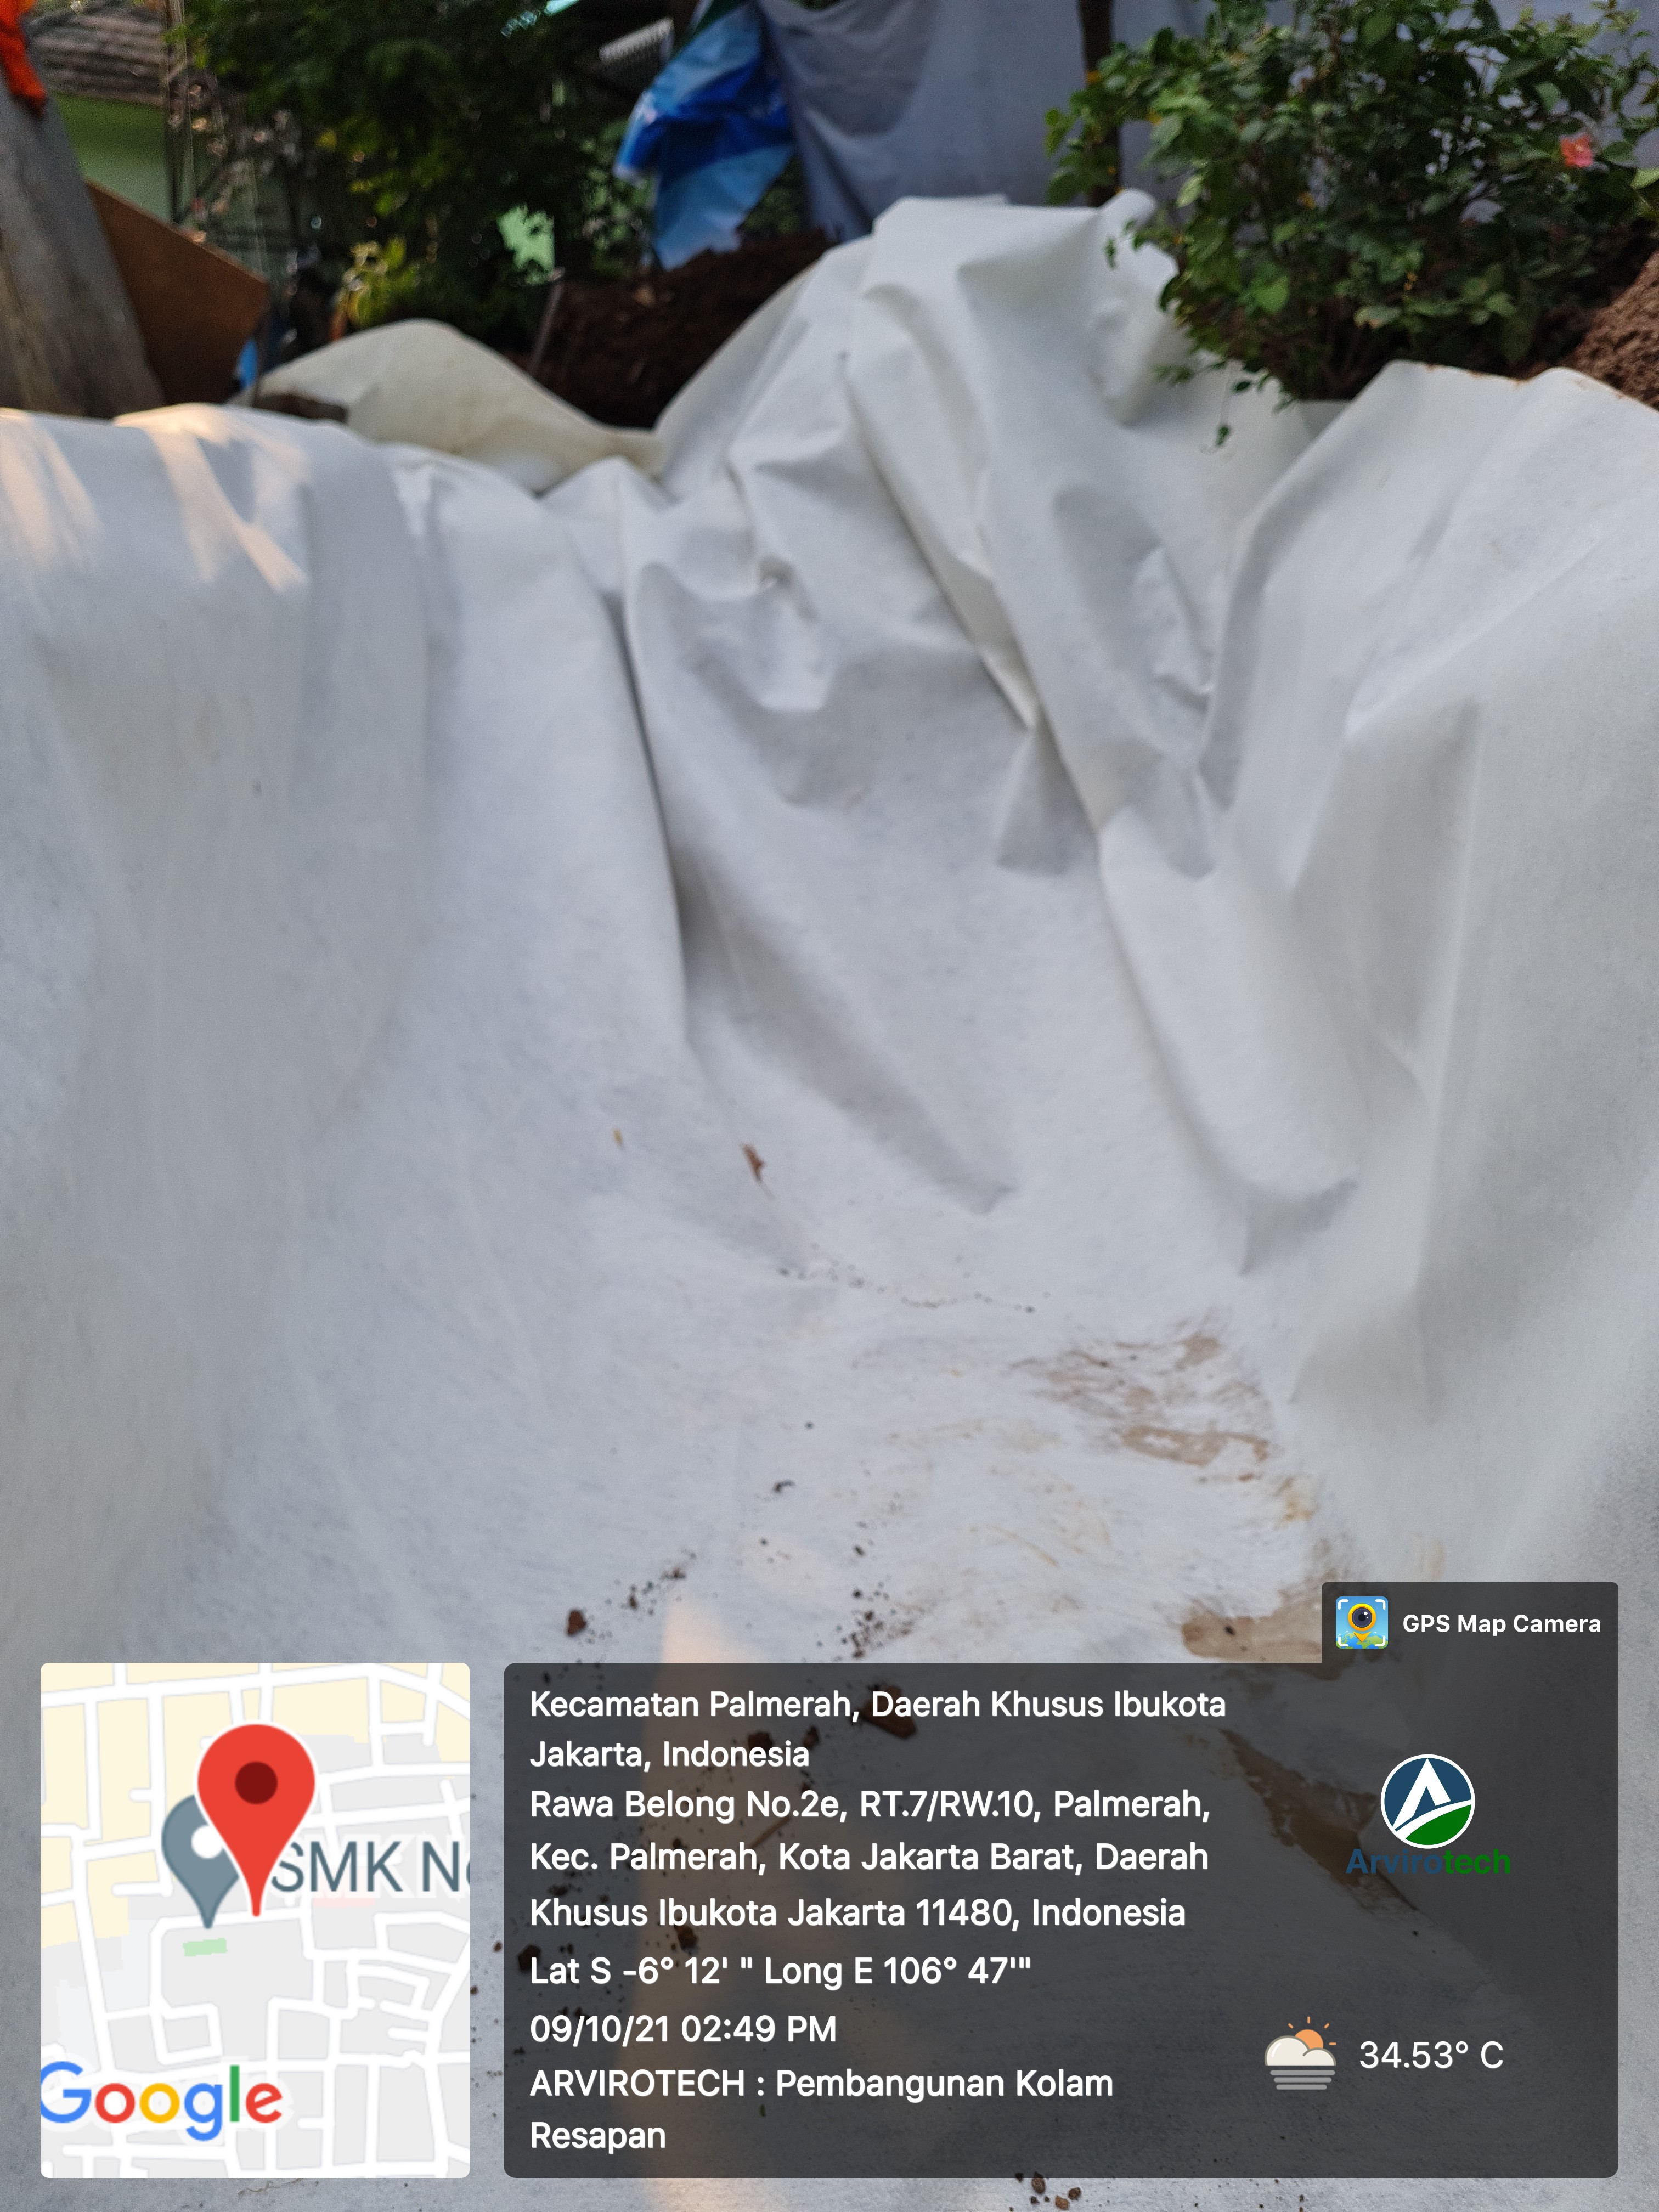 GPS Map Camera
Kecamatan Palmerah, Daerah Khusus Ibukota
Jakarta, Indonesia
Rawa Belong No.2e, RT.7/RW.10, Palmerah,
Kec. Palmerah, Kota Jakarta Barat, Daerah
Khusus Ibukota Jakarta 11480, Indonesia
Lat S -6° 12' " Long E 106° 47'"
09/10/21 02:49 PM
ARVIROTECH : Pembangunan Kolam
Resapan
Arvirotech
34.53° C
SMK
Google